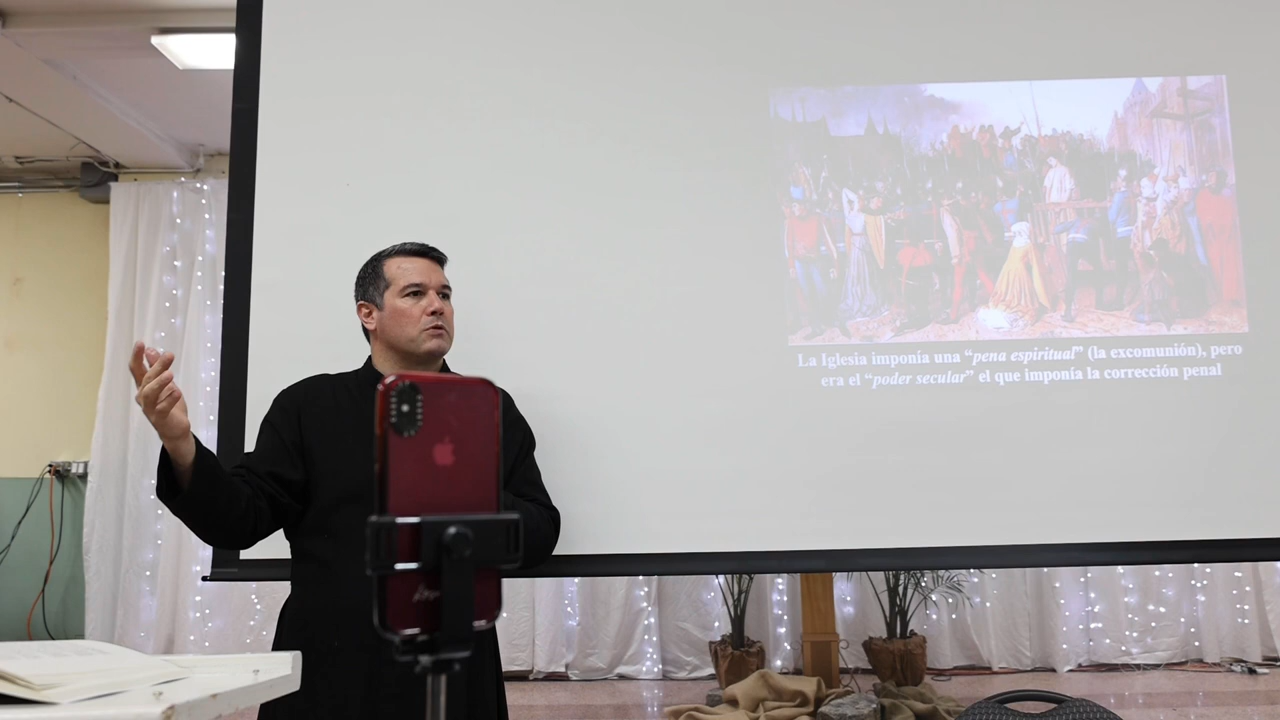 La Iglesia imponía una “pena espiritual” (la excomunión), pero
era el “poder secular” el que imponía la corrección penal